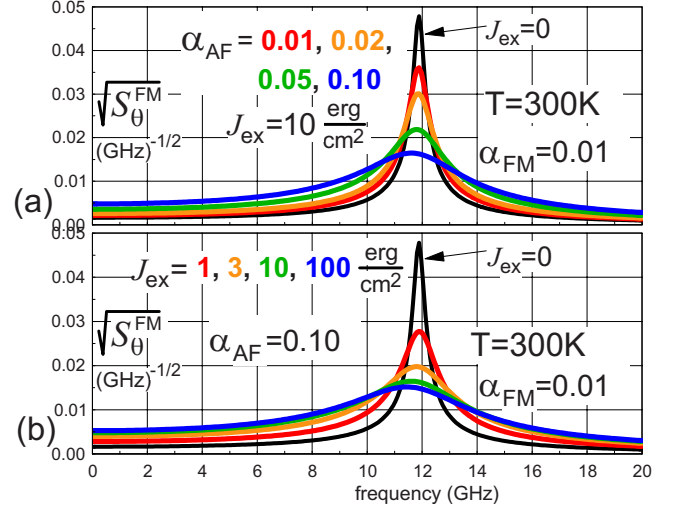 0.05
0.04
0.03
0.02
0.01
0.00
α_AF = 0.01, 0.02,
0.05, 0.10
J_ex=0
√S_θ^FM
(GHz)^-1/2
J_ex=10 erg/cm²
T=300K
α_FM=0.01
(a)
0.05
0.04
0.03
0.02
0.01
0.00
J_ex= 1, 3, 10, 100 erg/cm²
J_ex=0
√S_θ^FM
(GHz)^-1/2
α_AF=0.10
T=300K
α_FM=0.01
(b)
0 2 4 6 8 10 12 14 16 18 20
frequency (GHz)